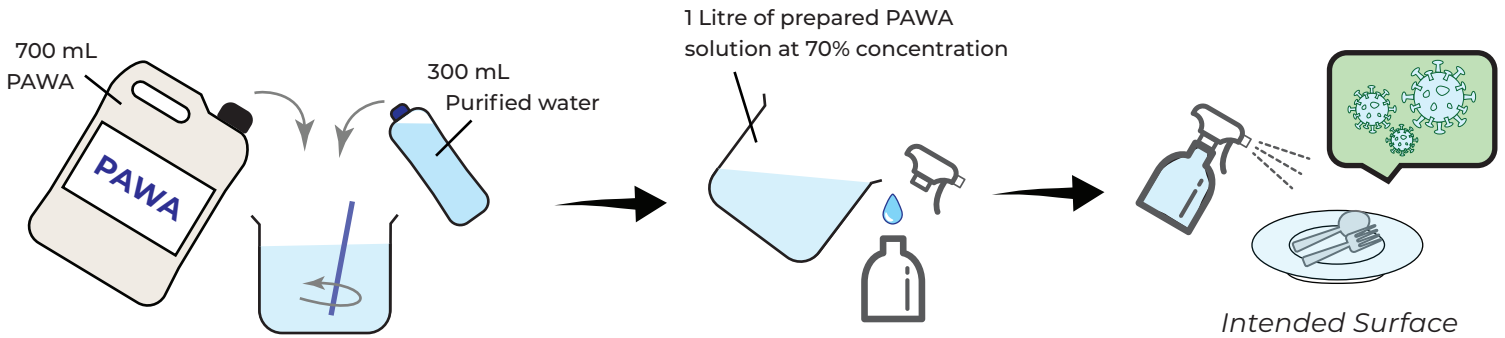 700 mL
PAWA
PAWA
300 mL
Purified water
1 Litre of prepared PAWA
solution at 70% concentration
Intended Surface